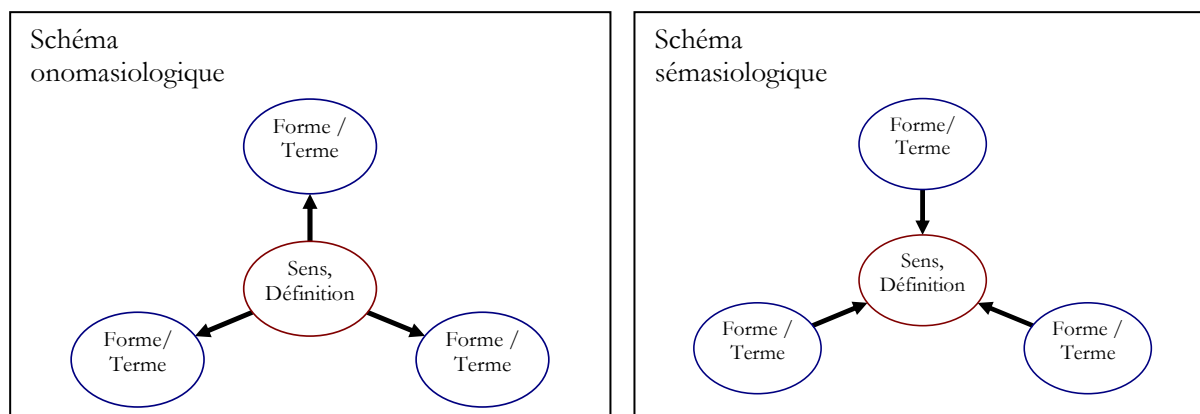 Schéma
onomasiologique
Forme /
Terme
Sens,
Définition
Forme/
Terme
Forme /
Terme
Schéma
sémasiologique
Forme/
Terme
Sens,
Définition
Forme /
Terme
Forme /
Terme